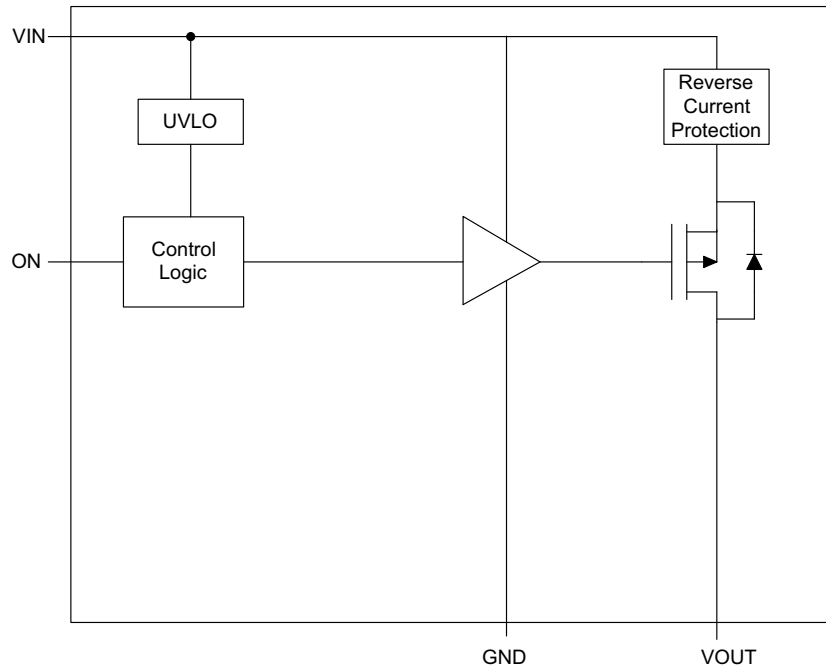 VIN
Reverse
Current
Protection
UVLO
ON
Control
Logic
GND
VOUT